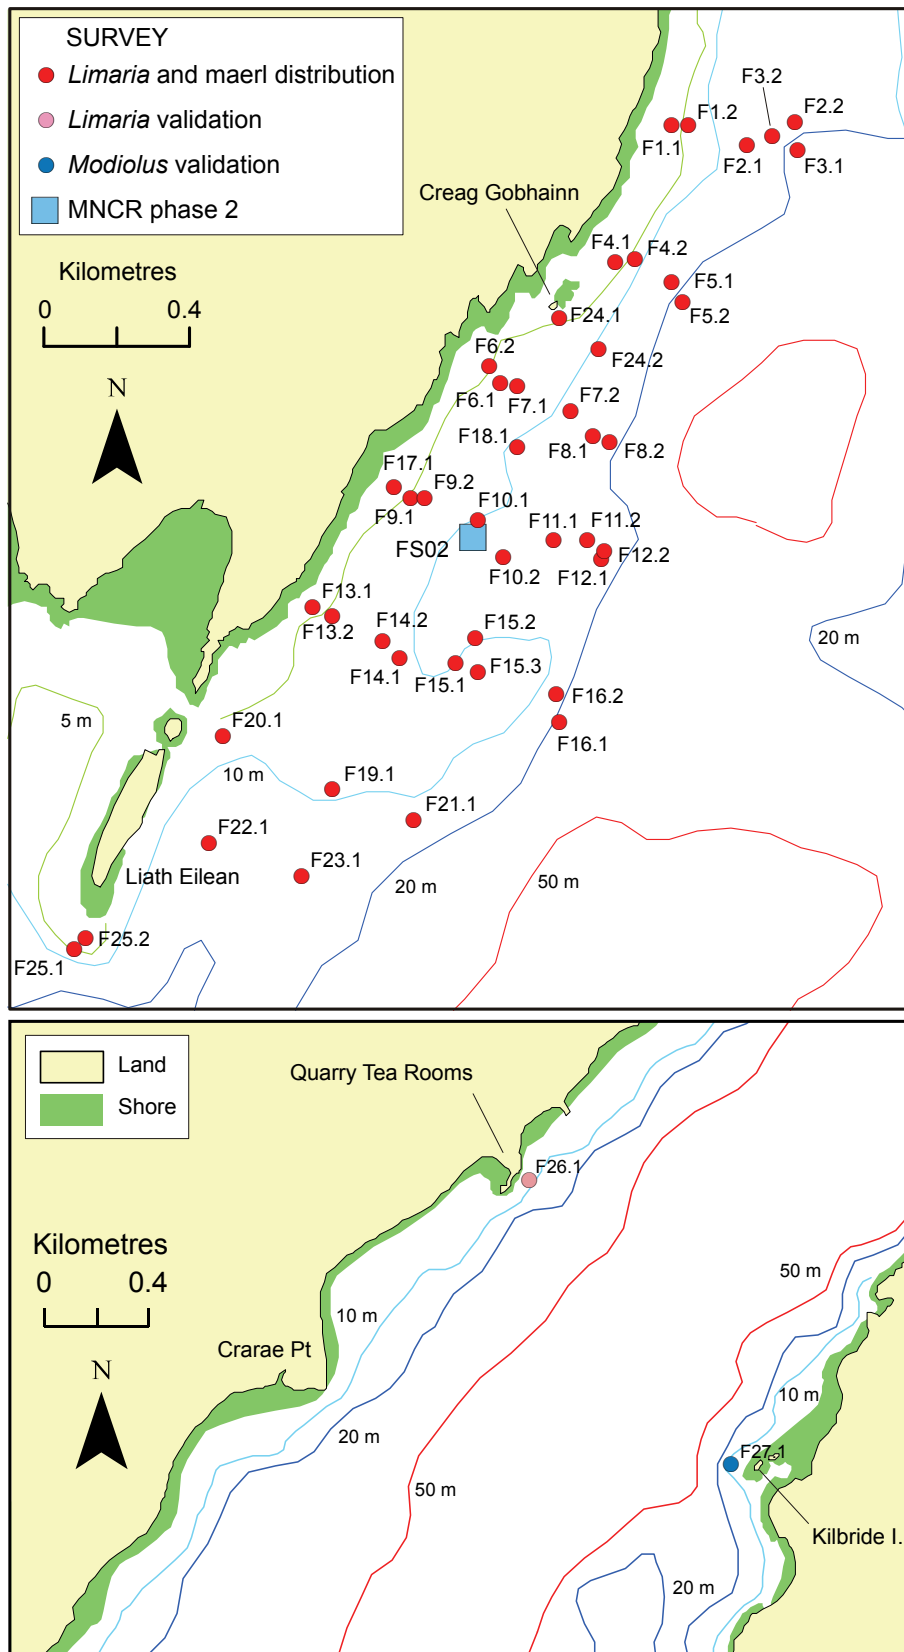 SURVEY
Limaria and maerl distribution
Limaria validation
Modiolus validation
MNCR phase 2
Kilometres
0 0.4
N
F3.2
F1.2
F2.2
F1.1
F2.1
F3.1
Creag Gobhainn
F4.1
F4.2
F5.1
F5.2
F24.1
F6.2
F24.2
F6.1
F7.1
F7.2
F18.1
F8.1
F8.2
F17.1
F9.2
F9.1
F10.1
F11.1
F11.2
FS02
F12.2
F10.2
F12.1
F13.1
F13.2
F14.2
F15.2
20 m
F14.1
F15.1
F15.3
F16.2
5 m
F20.1
F16.1
10 m
F19.1
F21.1
F22.1
Liath Eilean
F23.1
20 m
50 m
F25.2
F25.1
Land
Shore
Quarry Tea Rooms
F26.1
Kilometres
0 0.4
50 m
10 m
Crarae Pt
N
10 m
20 m
F27.1
50 m
Kilbride I.
20 m